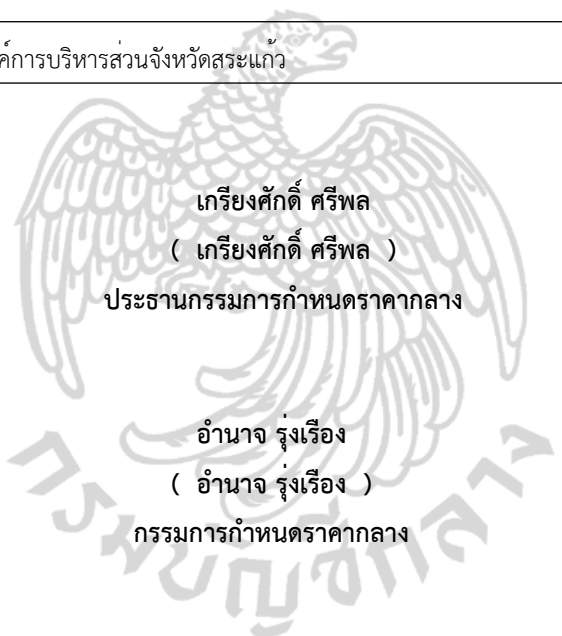 ค์การบริหารส่วนจังหวัดสระแก้ว
เกรียงศักดิ์ ศรีพล
( เกรียงศักดิ์ ศรีพล )
ประธานกรรมการกำหนดราคากลาง
อำนาจ รุ่งเรือง
( อำนาจ รุ่งเรือง )
กรรมการกำหนดราคากลาง
กรมบัญชีกลาง